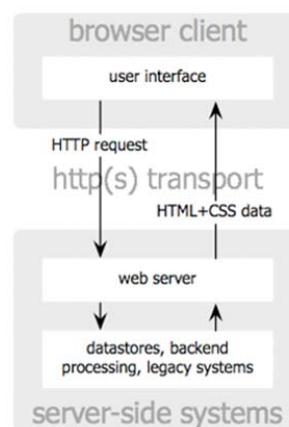 browser client
user interface
HTTP request
http(s) transport
HTML+CSS data
web server
datastores, backend
processing, legacy systems
server-side systems